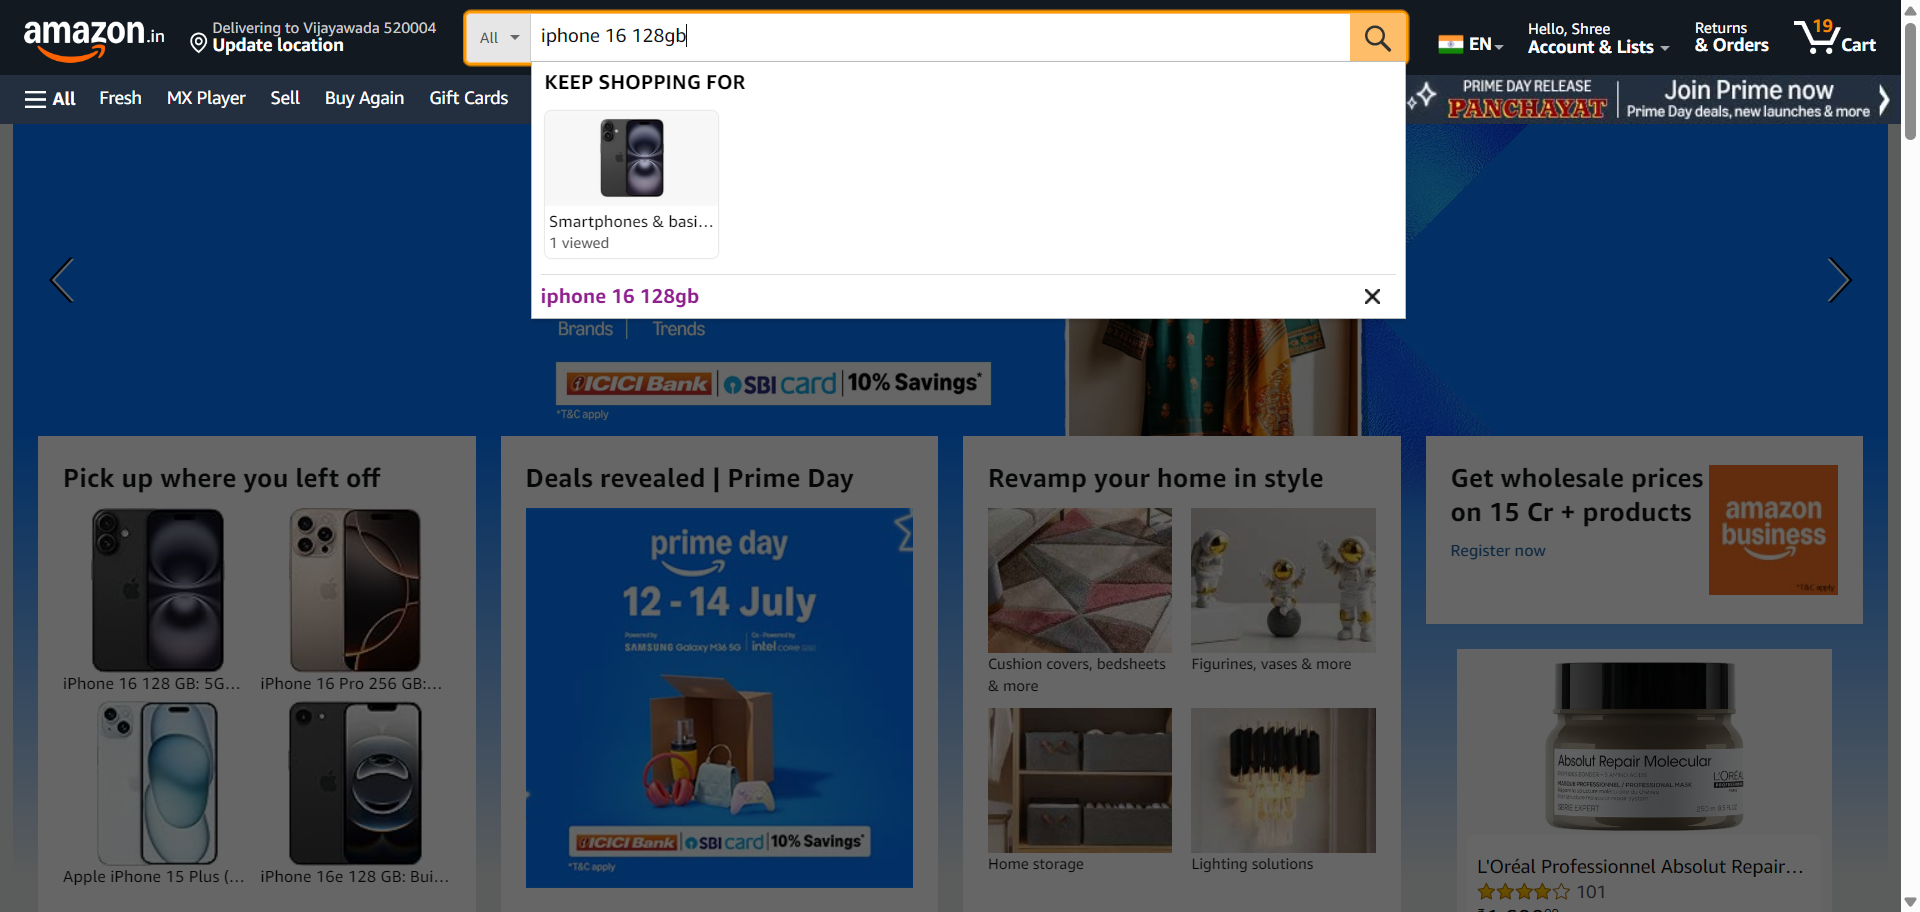 amazon.in
Delivering to Vijayawada 520004
Update location
All
iphone 16 128gb
EN
Hello, Shree
Account & Lists
Returns
& Orders
19
Cart
All
Fresh
MX Player
Sell
Buy Again
Gift Cards
PRIME DAY RELEASE
PANCHAYAT
Join Prime now
Prime Day deals, new launches & more
KEEP SHOPPING FOR
Smartphones & basi...
1 viewed
iphone 16 128gb
Brands | Trends
ICICI Bank | SBI card | 10% Savings*
*T&C apply
Pick up where you left off
iPhone 16 128 GB: 5G...
iPhone 16 Pro 256 GB:...
Apple iPhone 15 Plus (...
iPhone 16e 128 GB: Bui...
Deals revealed | Prime Day
prime day
12 - 14 July
Powered by
SAMSUNG Galaxy M36 5G
Co-Powered by
intel core
ICICI Bank | SBI card | 10% Savings*
*T&C apply
Revamp your home in style
Cushion covers, bedsheets
& more
Figurines, vases & more
Home storage
Lighting solutions
Get wholesale prices
on 15 Cr + products
Register now
amazon
business
*T&C apply
Absolut Repair Molecular
L'ORÉAL
SERIE EXPERT
L'Oréal Professionnel Absolut Repair...
101